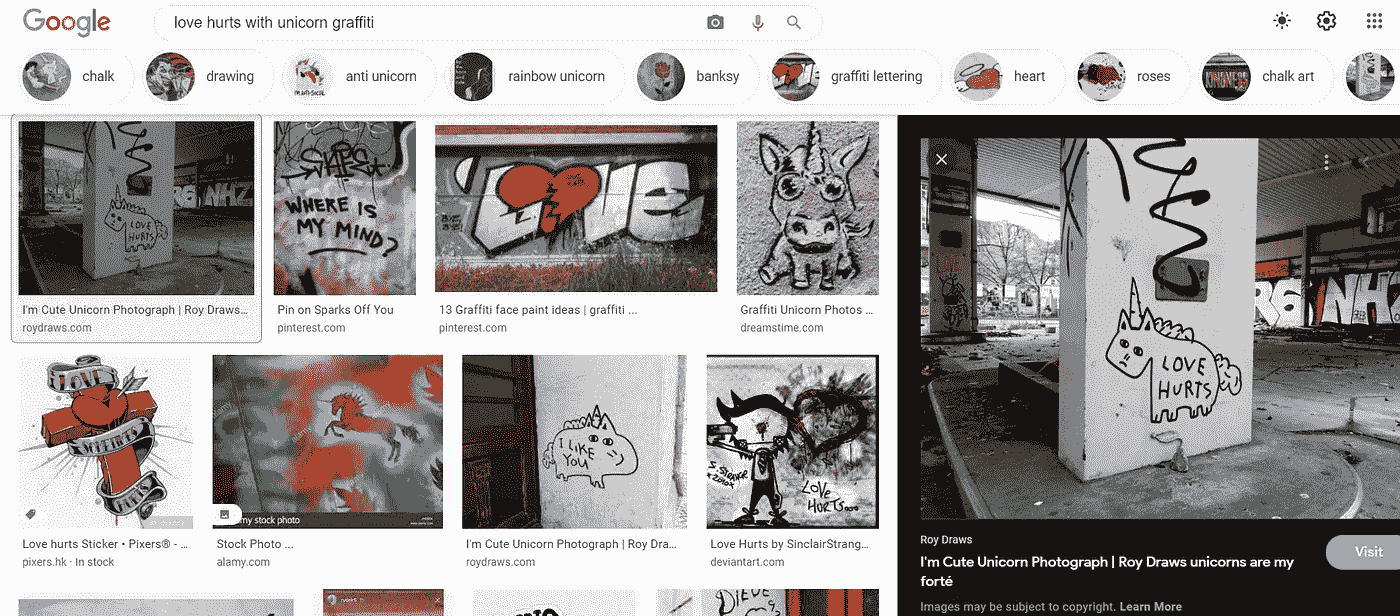 Google
love hurts with unicorn graffiti
chalk
drawing
anti unicorn
rainbow unicorn
banksy
graffiti lettering
heart
roses
chalk art
LOVE
HURTS
I'm Cute Unicorn Photograph | Roy Draws...
roydraws.com
WHERE IS
MY MIND?
Pin on Sparks Off You
pinterest.com
Love
13 Graffiti face paint ideas | graffiti ...
pinterest.com
Graffiti Unicorn Photos ...
dreamstime.com
LOVE
HURTS
Love hurts Sticker • Pixers® - ...
pixers.hk · In stock
my stock photo
Stock Photo ...
alamy.com
I LIKE
YOU
I'm Cute Unicorn Photograph | Roy Dra...
roydraws.com
LOVE
HURTS...
Love Hurts by SinclairStrang...
deviantart.com
LOVE
HURTS
Roy Draws
I'm Cute Unicorn Photograph | Roy Draws unicorns are my
forté
Visit
Images may be subject to copyright. Learn More